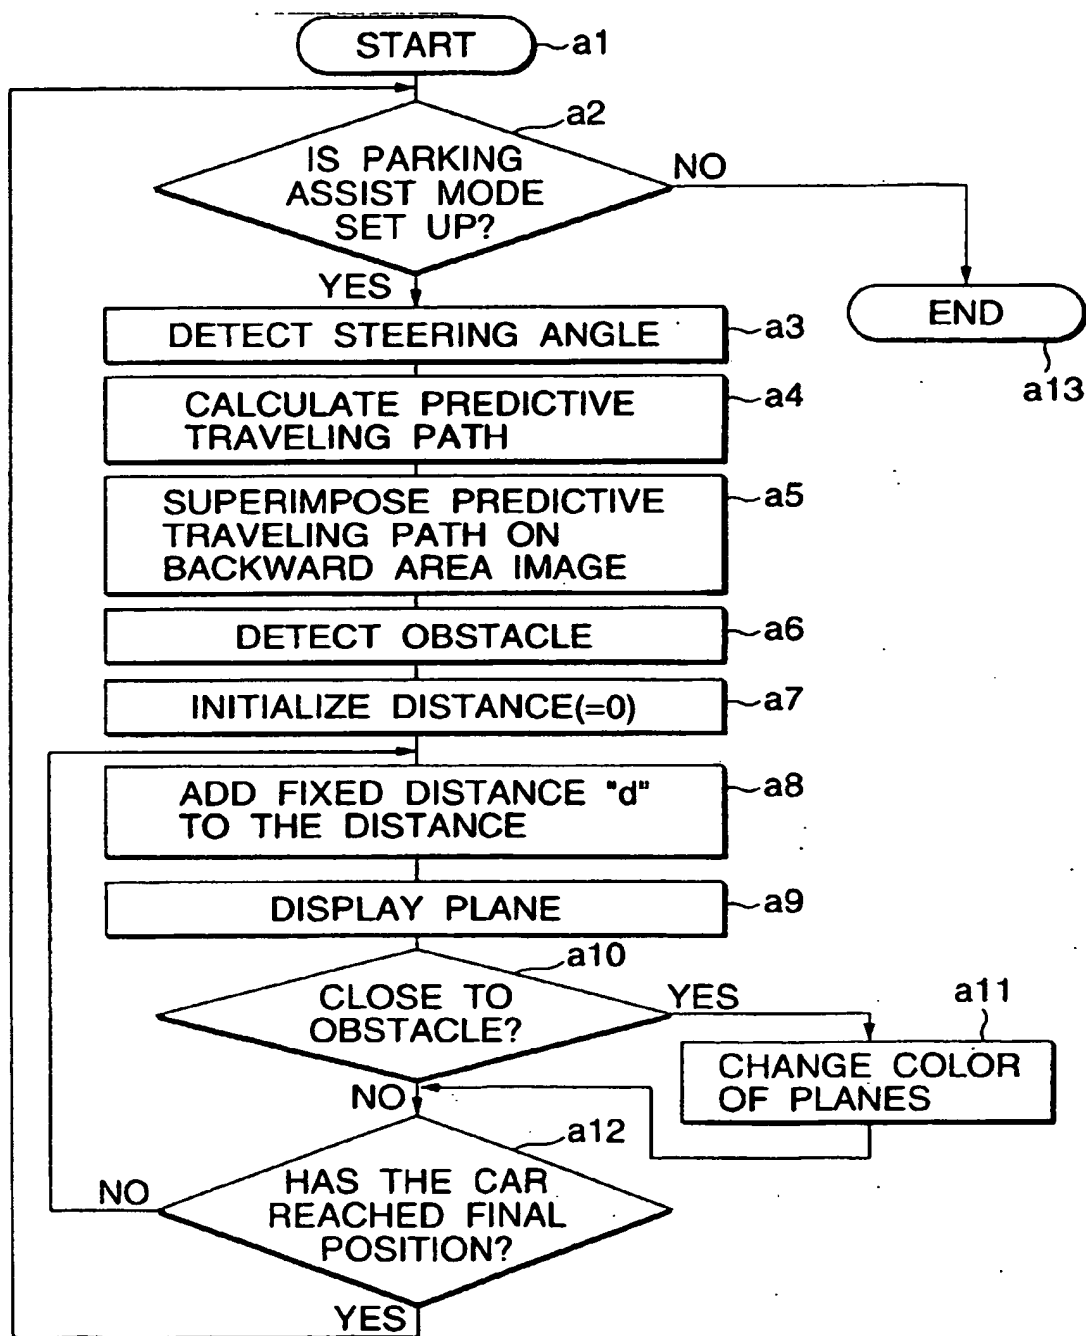 START
a1
a2
IS PARKING
ASSIST MODE
SET UP?
NO
YES
DETECT STEERING ANGLE
a3
END
a13
CALCULATE PREDICTIVE
TRAVELING PATH
a4
SUPERIMPOSE PREDICTIVE
TRAVELING PATH ON
BACKWARD AREA IMAGE
a5
DETECT OBSTACLE
a6
INITIALIZE DISTANCE(=0)
a7
ADD FIXED DISTANCE "d"
TO THE DISTANCE
a8
DISPLAY PLANE
a9
a10
CLOSE TO
OBSTACLE?
YES
a11
CHANGE COLOR
OF PLANES
NO
a12
HAS THE CAR
REACHED FINAL
POSITION?
NO
YES